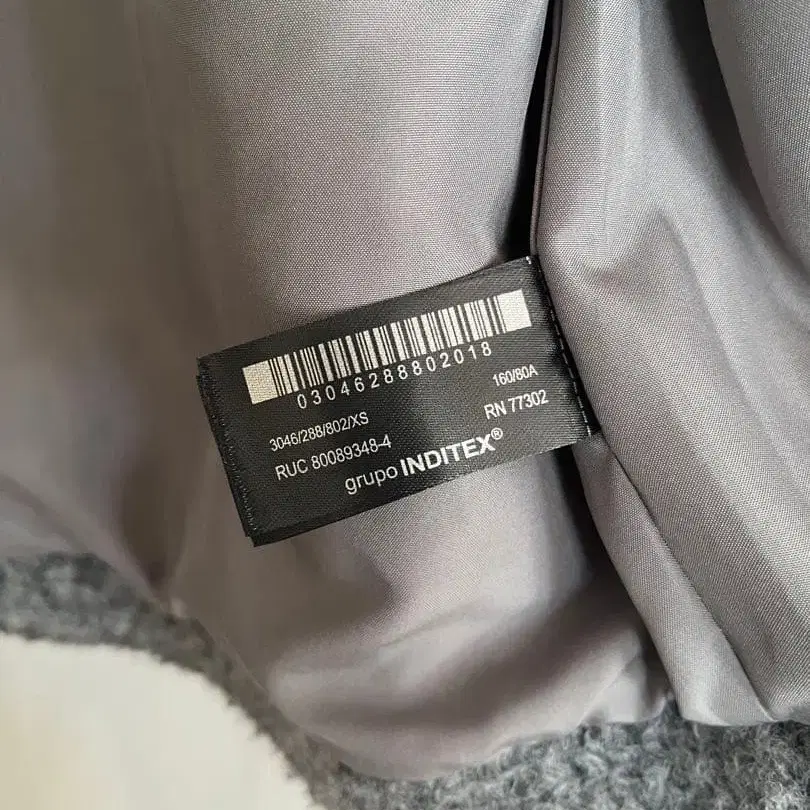 03046288802018
3046/288/802/XS 160/80A
RUC 80089348-4 RN 77302
grupo INDITEX®